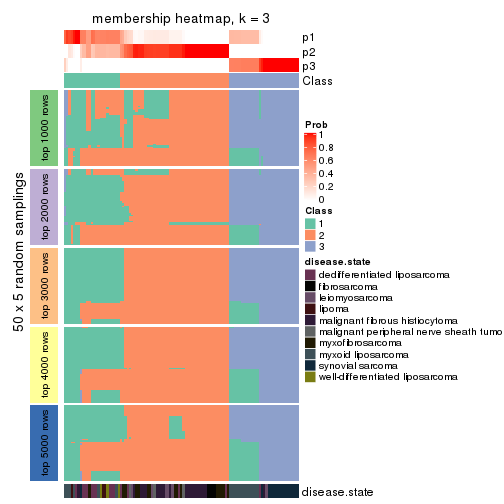 membership heatmap, k = 3
p1
p2
p3
Class
50 x 5 random samplings
top 1000 rows
top 2000 rows
top 3000 rows
top 4000 rows
top 5000 rows
disease.state
Prob
1
0.8
0.6
0.4
0.2
0
Class
1
2
3
disease.state
dedifferentiated liposarcoma
fibrosarcoma
leiomyosarcoma
lipoma
malignant fibrous histiocytoma
malignant peripheral nerve sheath tumo
myxofibrosarcoma
myxoid liposarcoma
synovial sarcoma
well-differentiated liposarcoma